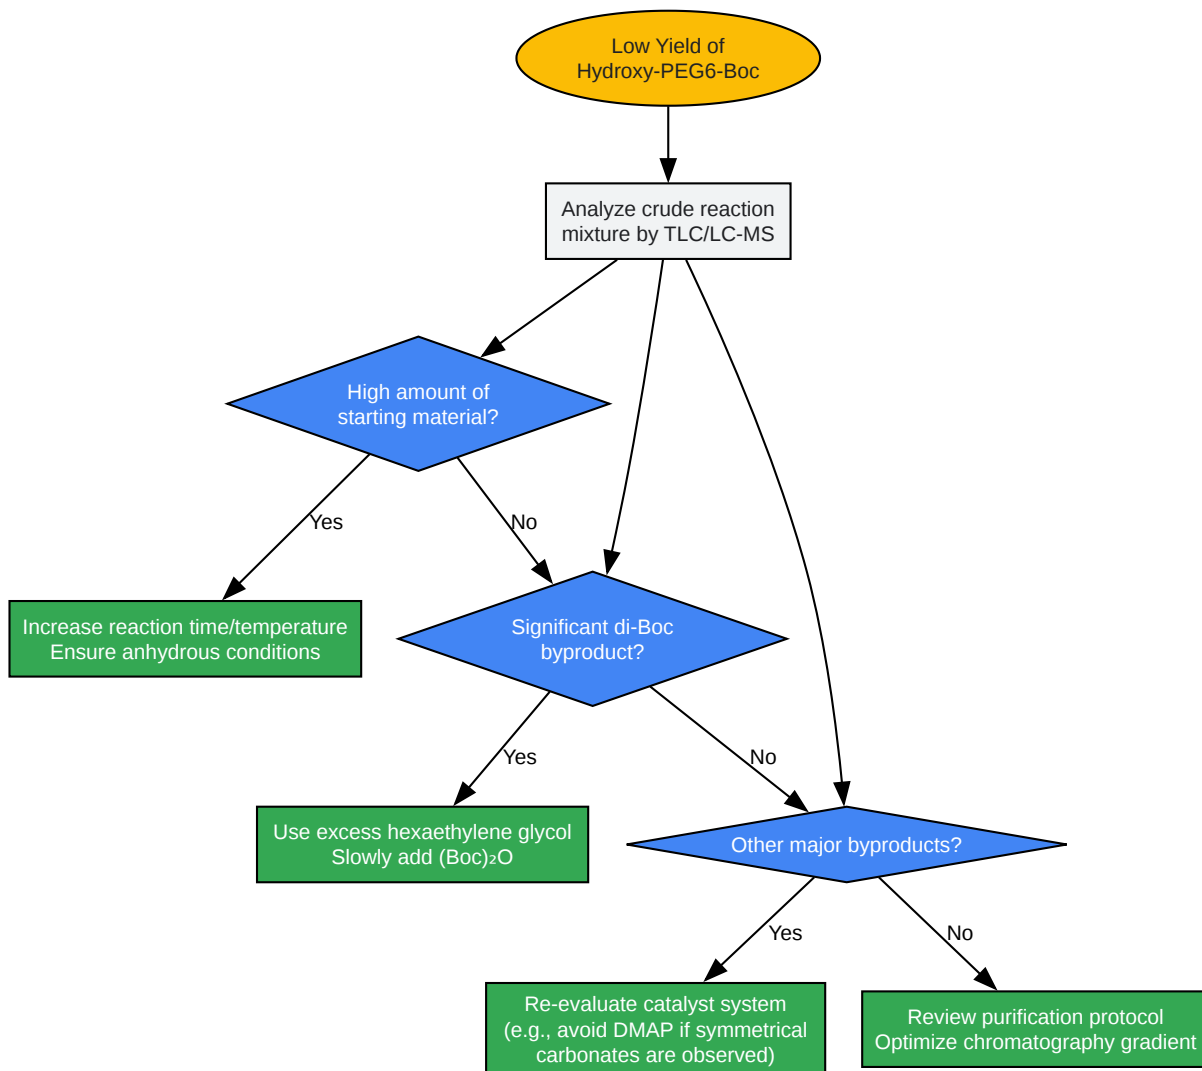 Low Yield of
Hydroxy-PEG6-Boc
Analyze crude reaction
mixture by TLC/LC-MS
High amount of
starting material?
Yes
No
Increase reaction time/temperature
Ensure anhydrous conditions
Significant di-Boc
byproduct?
Yes
No
Use excess hexaethylene glycol
Slowly add (Boc)₂O
Other major byproducts?
Yes
No
Re-evaluate catalyst system
(e.g., avoid DMAP if symmetrical
carbonates are observed)
Review purification protocol
Optimize chromatography gradient